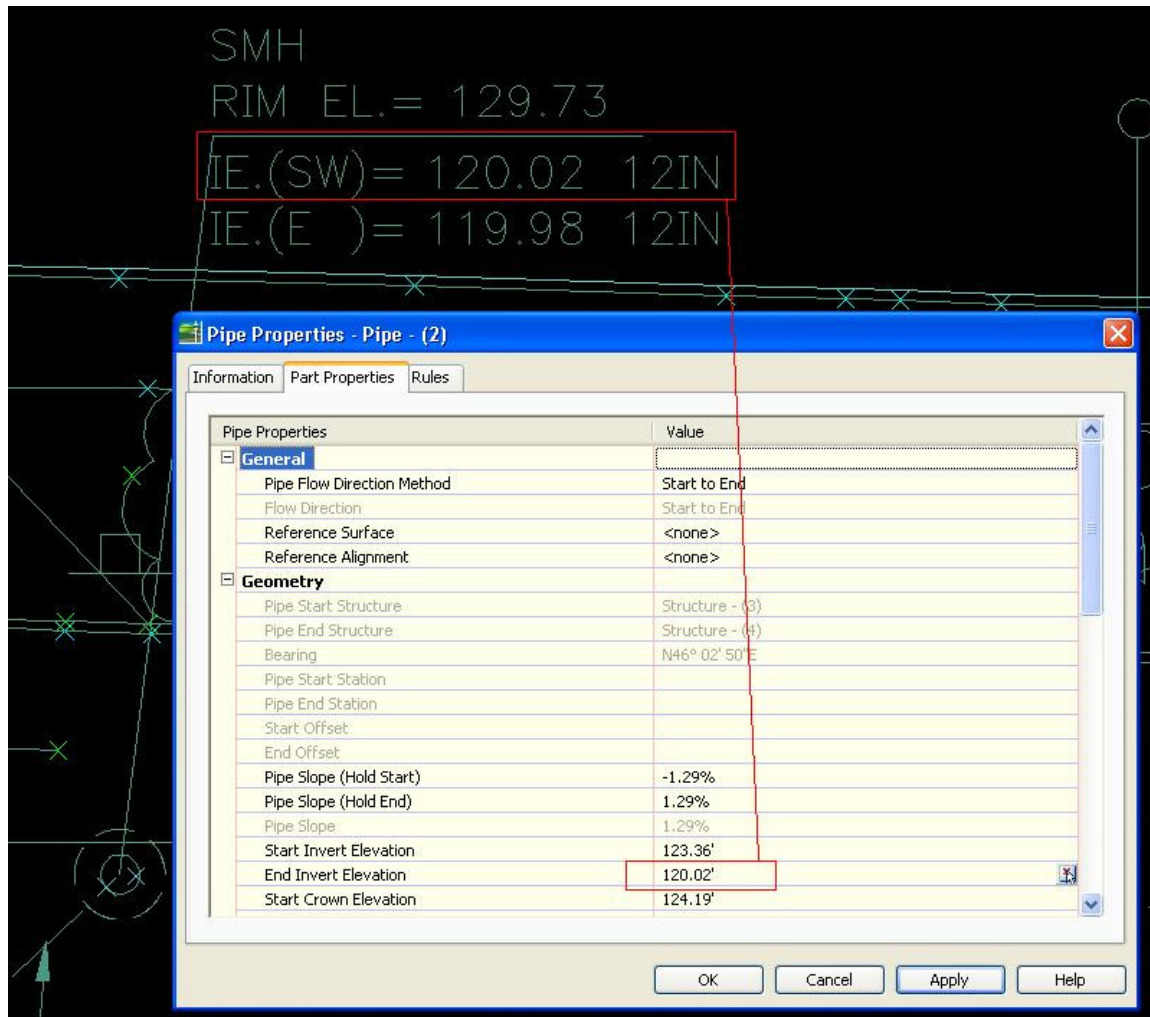 SMH
RIM EL.= 129.73
IE.(SW)= 120.02 12IN
IE.(E )= 119.98 12IN
Pipe Properties - Pipe - (2)
Information Part Properties Rules
Pipe Properties Value
General
Pipe Flow Direction Method Start to End
Flow Direction Start to End
Reference Surface <none>
Reference Alignment <none>
Geometry
Pipe Start Structure Structure - (3)
Pipe End Structure Structure - (4)
Bearing N46° 02' 50"E
Pipe Start Station
Pipe End Station
Start Offset
End Offset
Pipe Slope (Hold Start) -1.29%
Pipe Slope (Hold End) 1.29%
Pipe Slope 1.29%
Start Invert Elevation 123.36'
End Invert Elevation 120.02'
Start Crown Elevation 124.19'
OK Cancel Apply Help